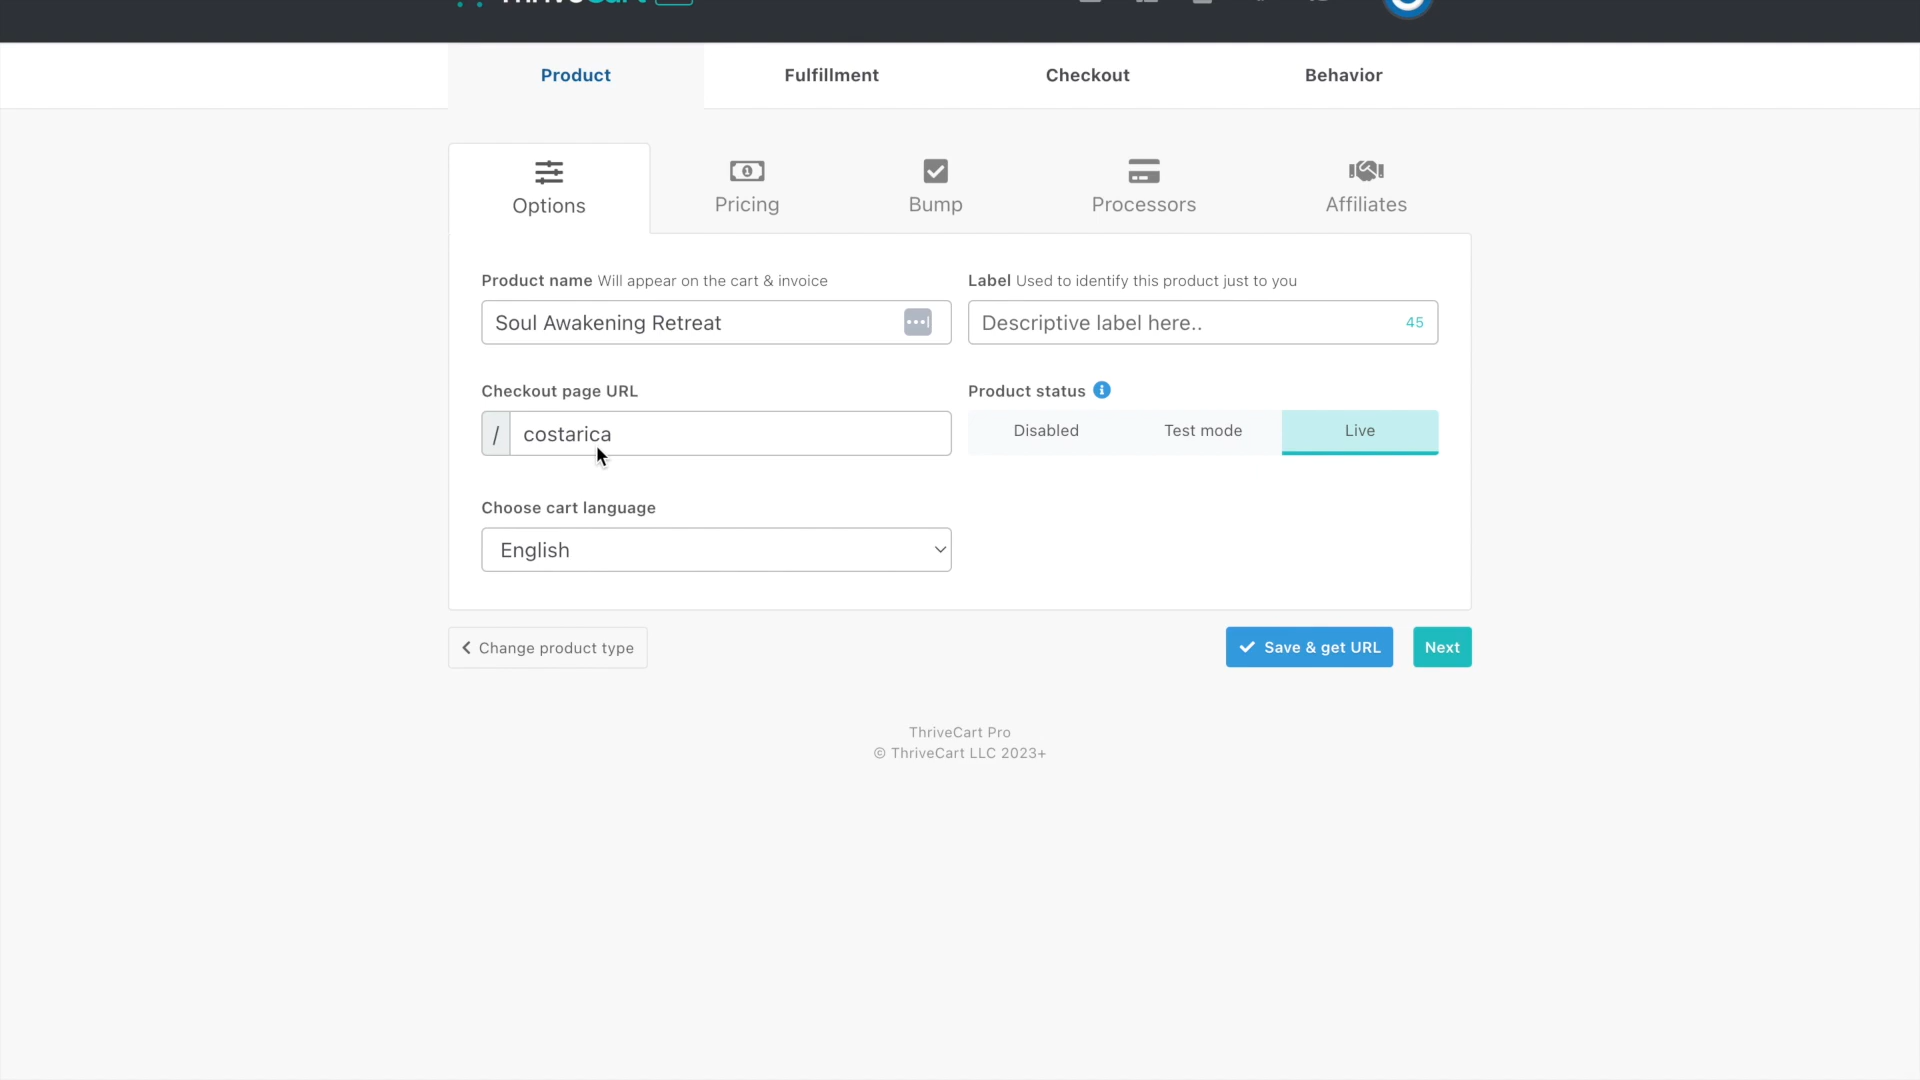 ThriveCart
Product
Fulfillment
Checkout
Behavior
Options
Pricing
Bump
Processors
Affiliates
Product name Will appear on the cart & invoice
Label Used to identify this product just to you
Soul Awakening Retreat
Descriptive label here..
45
Checkout page URL
Product status
/ costarica
Disabled
Test mode
Live
Choose cart language
English
Change product type
Save & get URL
Next
ThriveCart Pro
© ThriveCart LLC 2023+